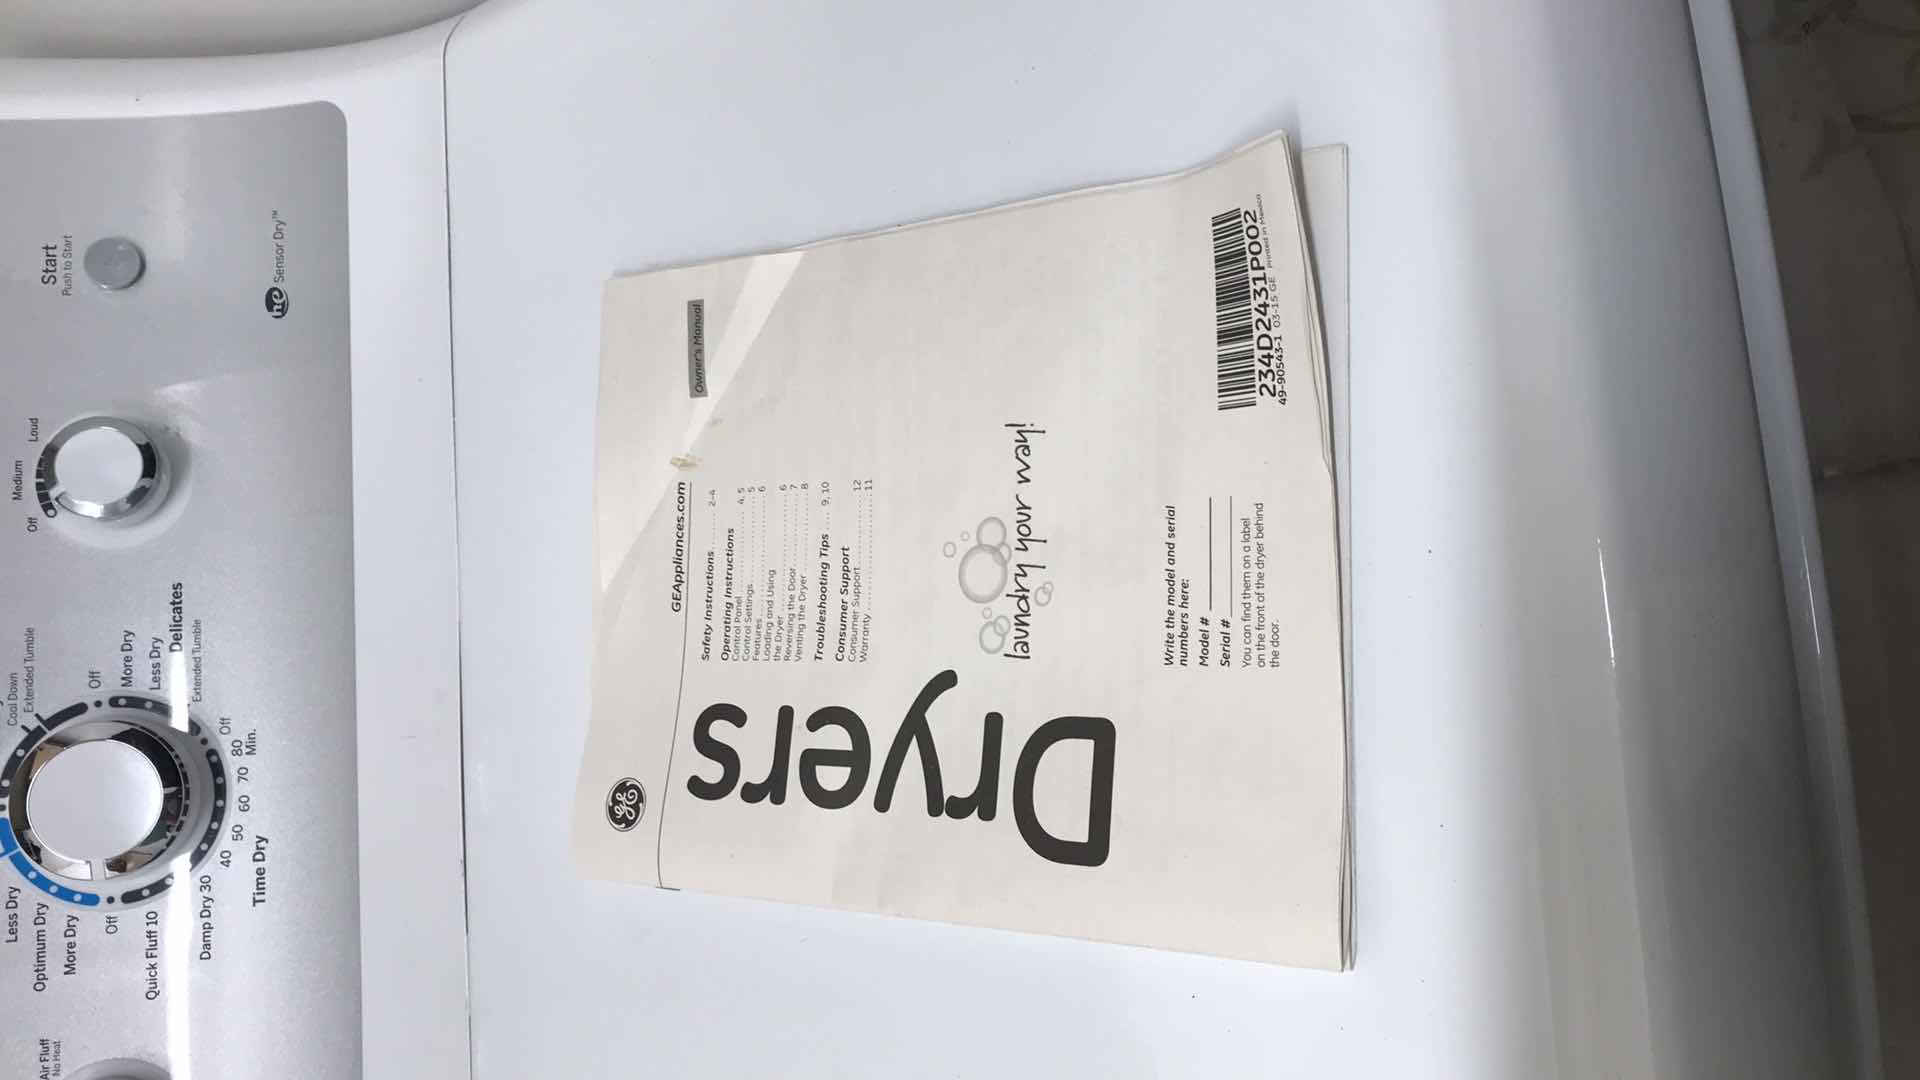 Start
Push to Start
he Sensor Dry™
Off
Medium
Loud
Cool Down
Extended Tumble
Off
More Dry
Less Dry
Delicates
Extended Tumble
Off
80
Min.
70
60
50
40
Time Dry
Damp Dry 30
Quick Fluff 10
Off
More Dry
Optimum Dry
Less Dry
Air Fluff
No Heat
GE
GEAppliances.com
Owner's Manual
Safety Instructions........ 2-4
Operating Instructions
Control Panel.................. 4, 5
Control Settings.................. 5
Features.......................... 6
Loading and Using
the Dryer........................ 6
Reversing the Door................ 7
Venting the Dryer................ 8
Troubleshooting Tips .... 9, 10
Consumer Support
Consumer Support................ 12
Warranty......................... 11
Dryers
laundry your way!
Write the model and serial
numbers here:
Model # ____________
Serial # ____________
You can find them on a label
on the front of the dryer behind
the door.
234D2431P002
49-90543-1 03-15 GE Printed in Mexico